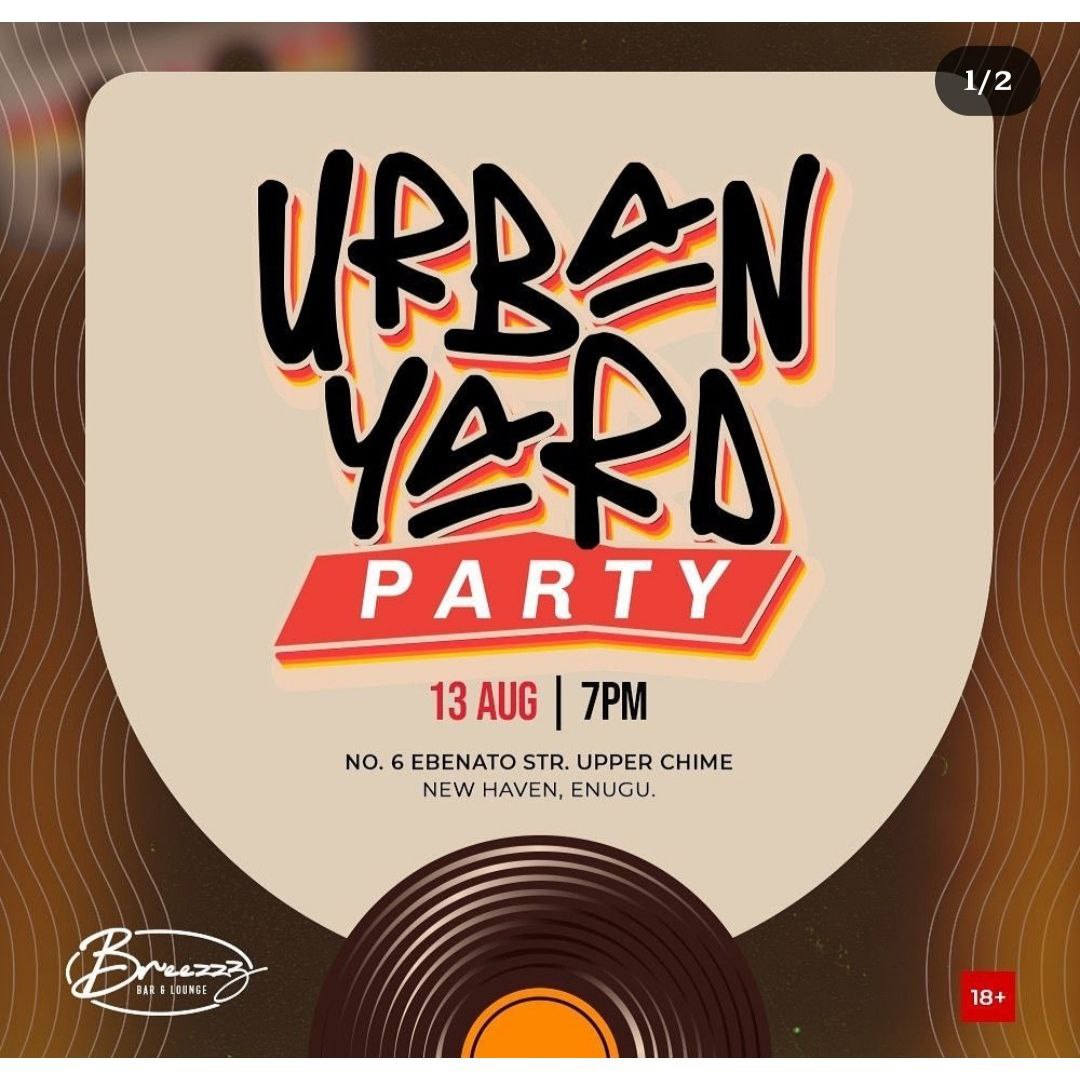 1/2
URBAN
YARD
PARTY
13 AUG | 7PM
NO. 6 EBENATO STR. UPPER CHIME
NEW HAVEN, ENUGU.
Breezzz
BAR & LOUNGE
18+